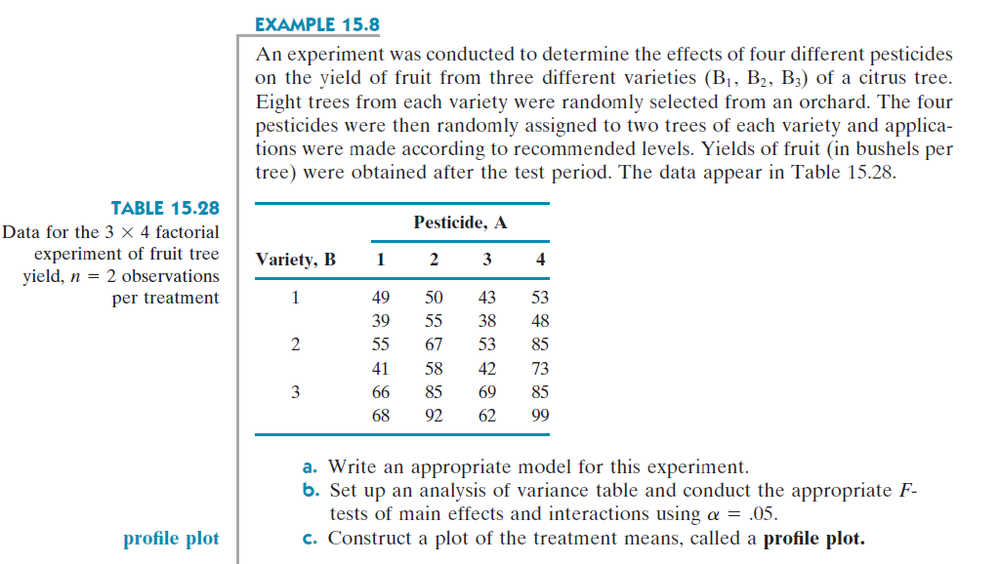 EXAMPLE 15.8
An experiment was conducted to determine the effects of four different pesticides
on the yield of fruit from three different varieties (B₁, B₂, B₃) of a citrus tree.
Eight trees from each variety were randomly selected from an orchard. The four
pesticides were then randomly assigned to two trees of each variety and applica-
tions were made according to recommended levels. Yields of fruit (in bushels per
tree) were obtained after the test period. The data appear in Table 15.28.
TABLE 15.28
Data for the 3 × 4 factorial
experiment of fruit tree
yield, n = 2 observations
per treatment
Pesticide, A
Variety, B 1 2 3 4
1 49 50 43 53
39 55 38 48
2 55 67 53 85
41 58 42 73
3 66 85 69 85
68 92 62 99
a. Write an appropriate model for this experiment.
b. Set up an analysis of variance table and conduct the appropriate F-
tests of main effects and interactions using α = .05.
profile plot
c. Construct a plot of the treatment means, called a profile plot.